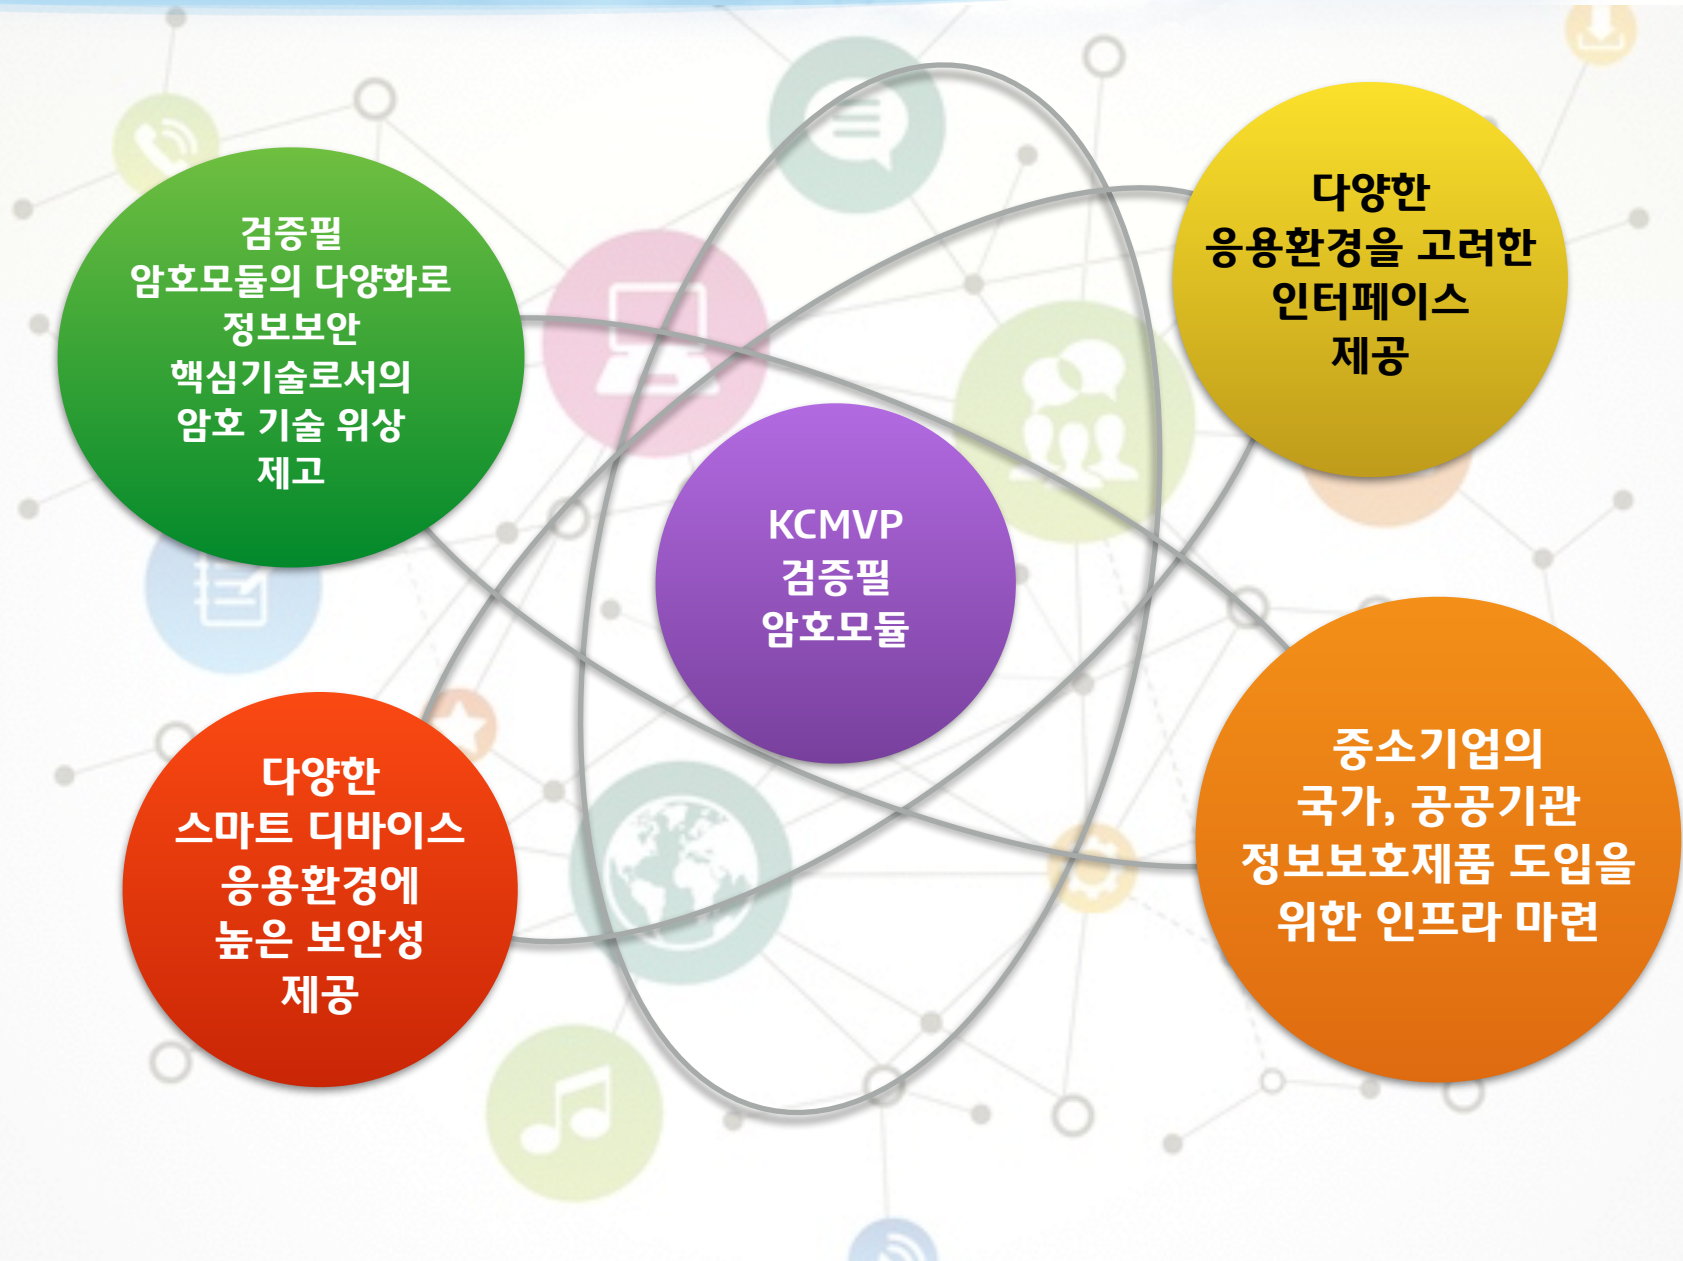 검증필
암호모듈의 다양화로
정보보안
핵심기술로서의
암호 기술 위상
제고
다양한
응용환경을 고려한
인터페이스
제공
KCMVP
검증필
암호모듈
다양한
스마트 디바이스
응용환경에
높은 보안성
제공
중소기업의
국가, 공공기관
정보보호제품 도입을
위한 인프라 마련